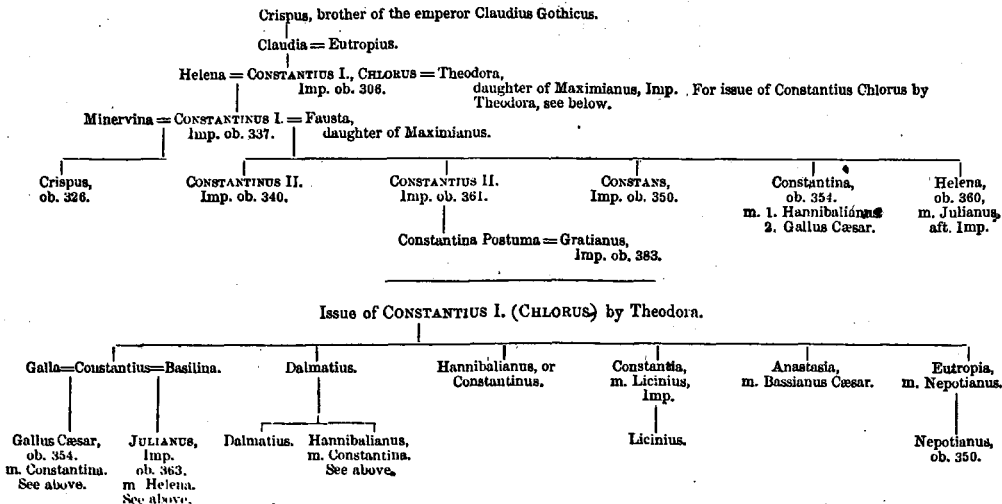 Crispus, brother of the emperor Claudius Gothicus.
Claudia = Eutropius.
Helena = CONSTANTIUS I., CHLORUS = Theodora,
Imp. ob. 306.
daughter of Maximianus, Imp. For issue of Constantius Chlorus by
Theodora, see below.
Minervina = CONSTANTINUS I. = Fausta,
Imp. ob. 337.
daughter of Maximianus.
Crispus,
ob. 326.
CONSTANTINUS II.
Imp. ob. 340.
CONSTANTIUS II.
Imp. ob. 361.
CONSTANS,
Imp. ob. 350.
Constantina,
ob. 354.
m. 1. Hannibalianus
2. Gallus Cæsar.
Helena,
ob. 360,
m. Julianus,
aft. Imp.
Constantina Postuma = Gratianus,
Imp. ob. 383.
Issue of CONSTANTIUS I. (CHLORUS) by Theodora.
Galla=Constantius=Basilina.
Dalmatius.
Hannibalianus, or
Constantinus.
Constantia,
m. Licinius,
Imp.
Anastasia,
m. Bassianus Cæsar.
Eutropia,
m. Nepotianus.
Gallus Cæsar,
ob. 354.
m. Constantina.
See above.
JULIANUS,
Imp.
ob. 363.
m Helena.
See above.
Dalmatius.
Hannibalianus,
m. Constantina.
See above.
Licinius.
Nepotianus,
ob. 350.